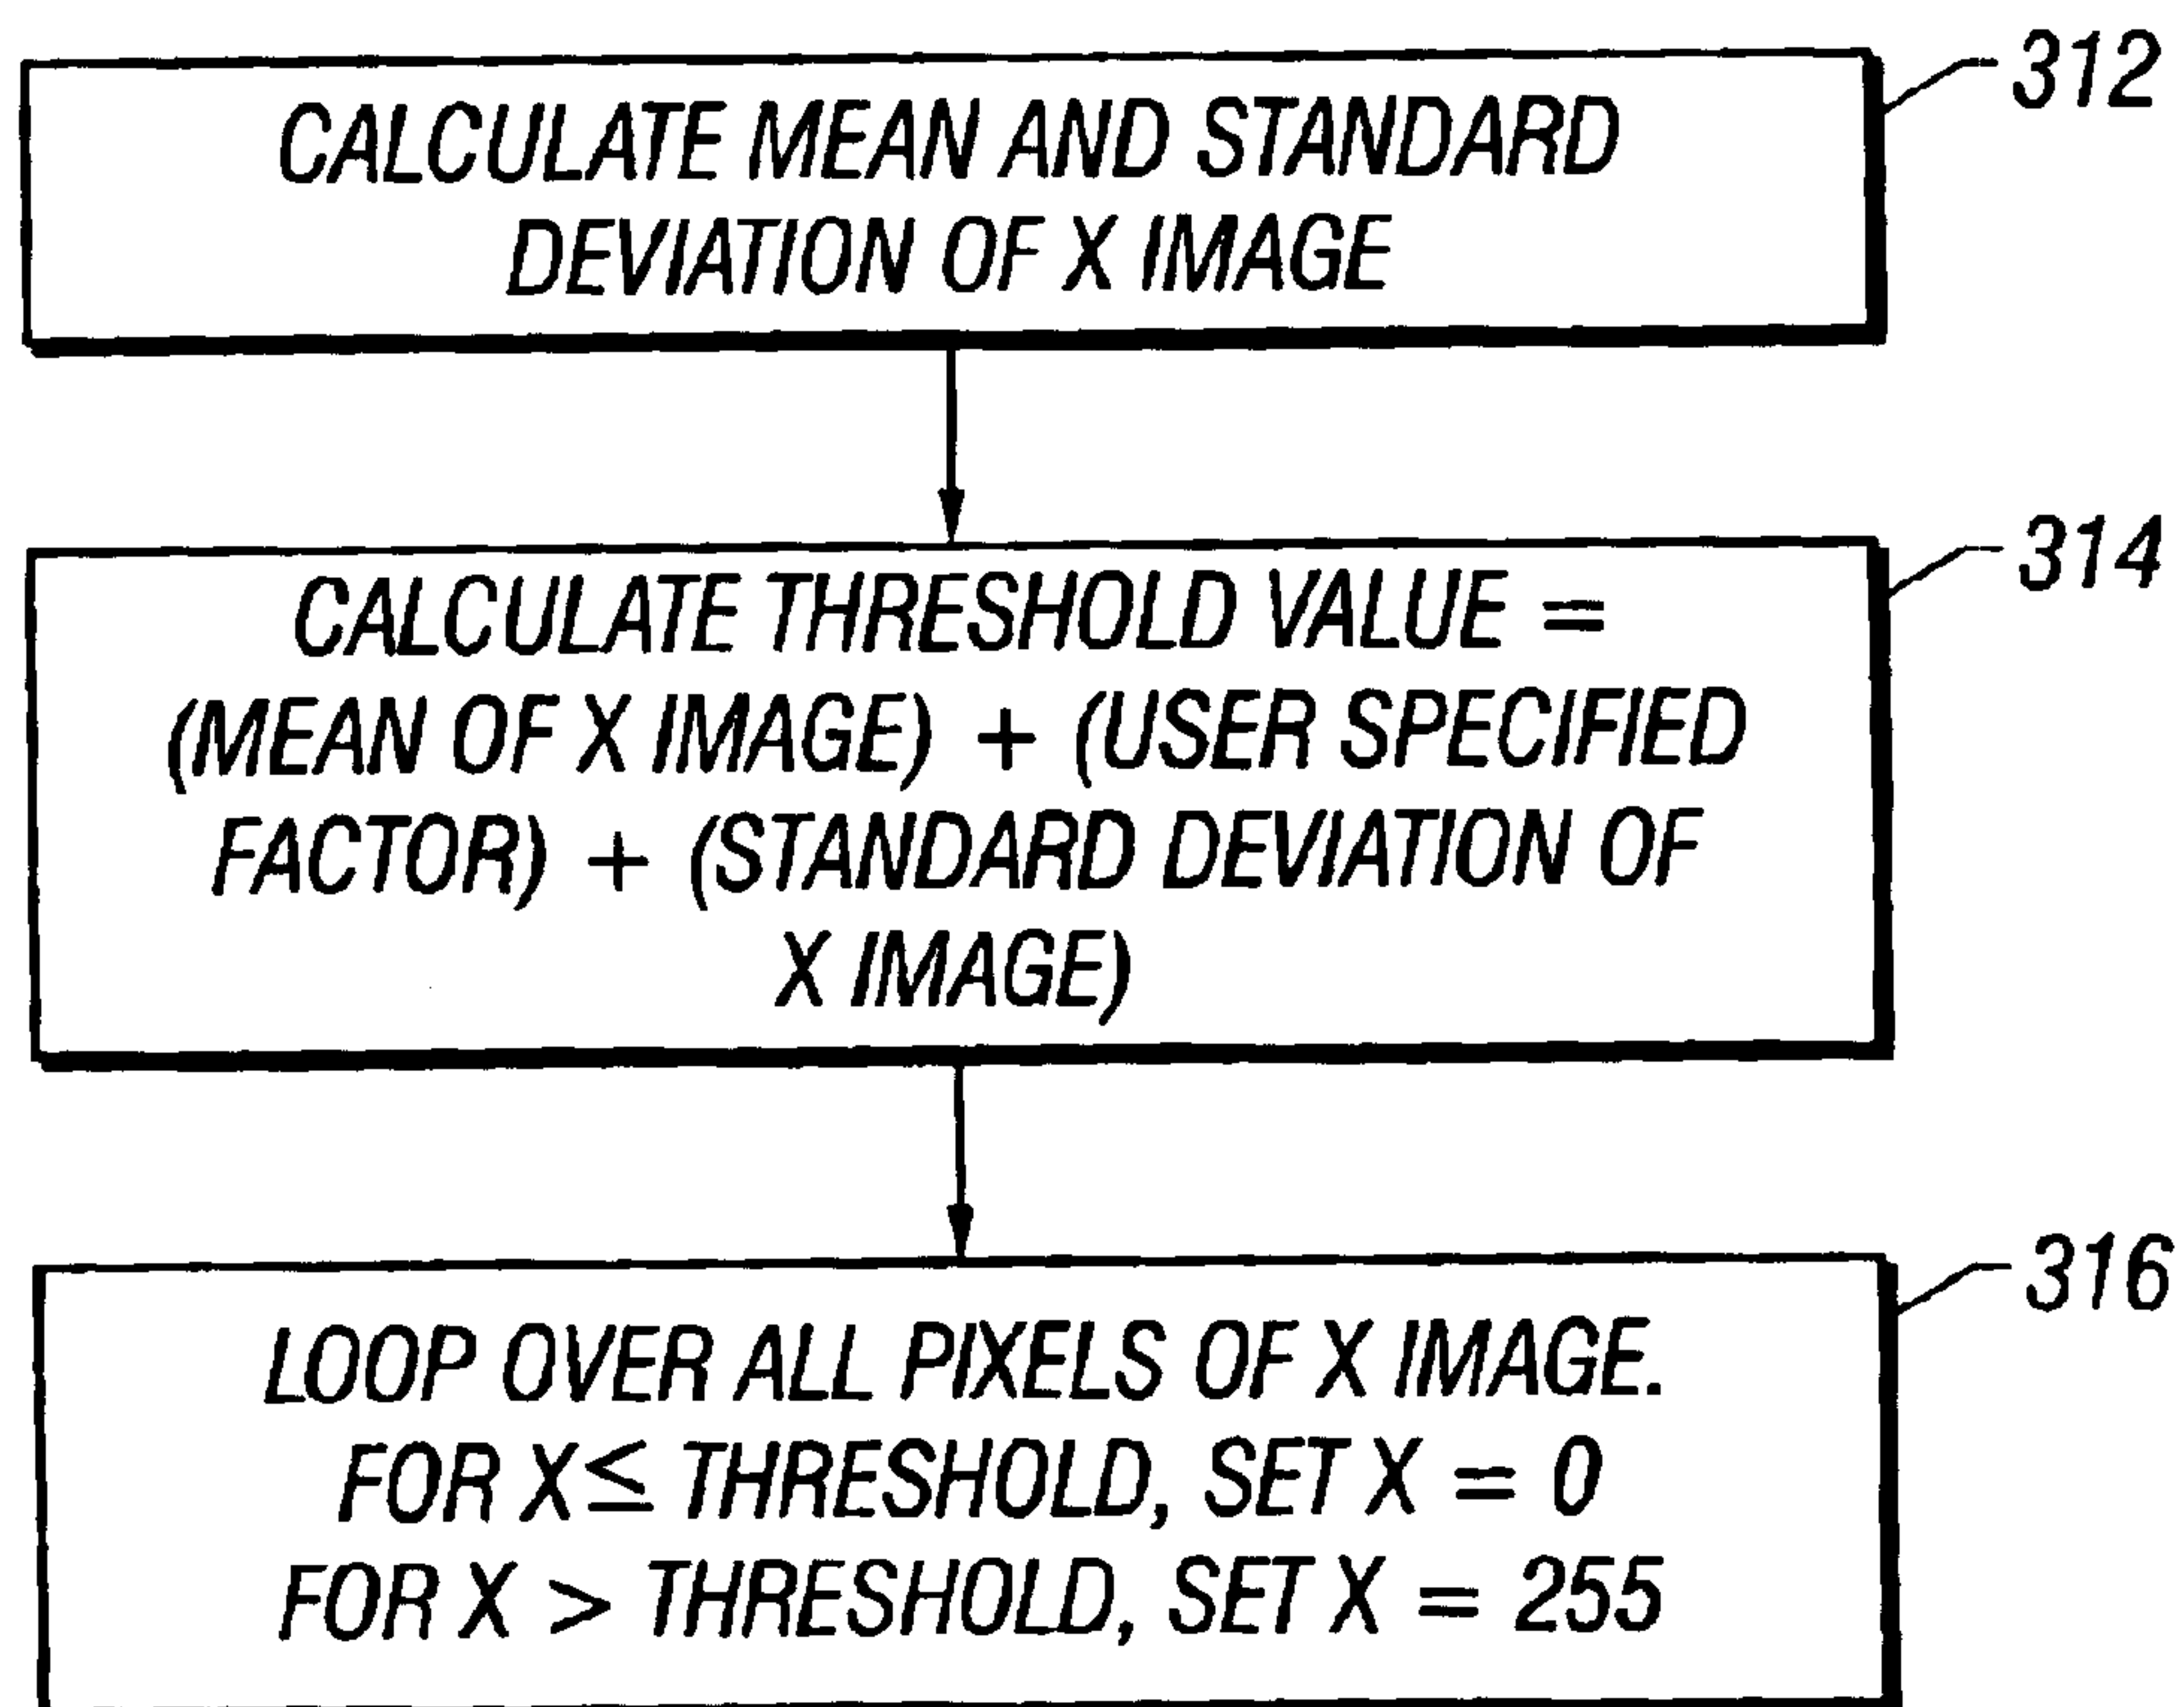 312
CALCULATE MEAN AND STANDARD
DEVIATION OF X IMAGE
314
CALCULATE THRESHOLD VALUE =
(MEAN OF X IMAGE) + (USER SPECIFIED
FACTOR) + (STANDARD DEVIATION OF
X IMAGE)
316
LOOP OVER ALL PIXELS OF X IMAGE.
FOR X ≤ THRESHOLD, SET X = 0
FOR X > THRESHOLD, SET X = 255